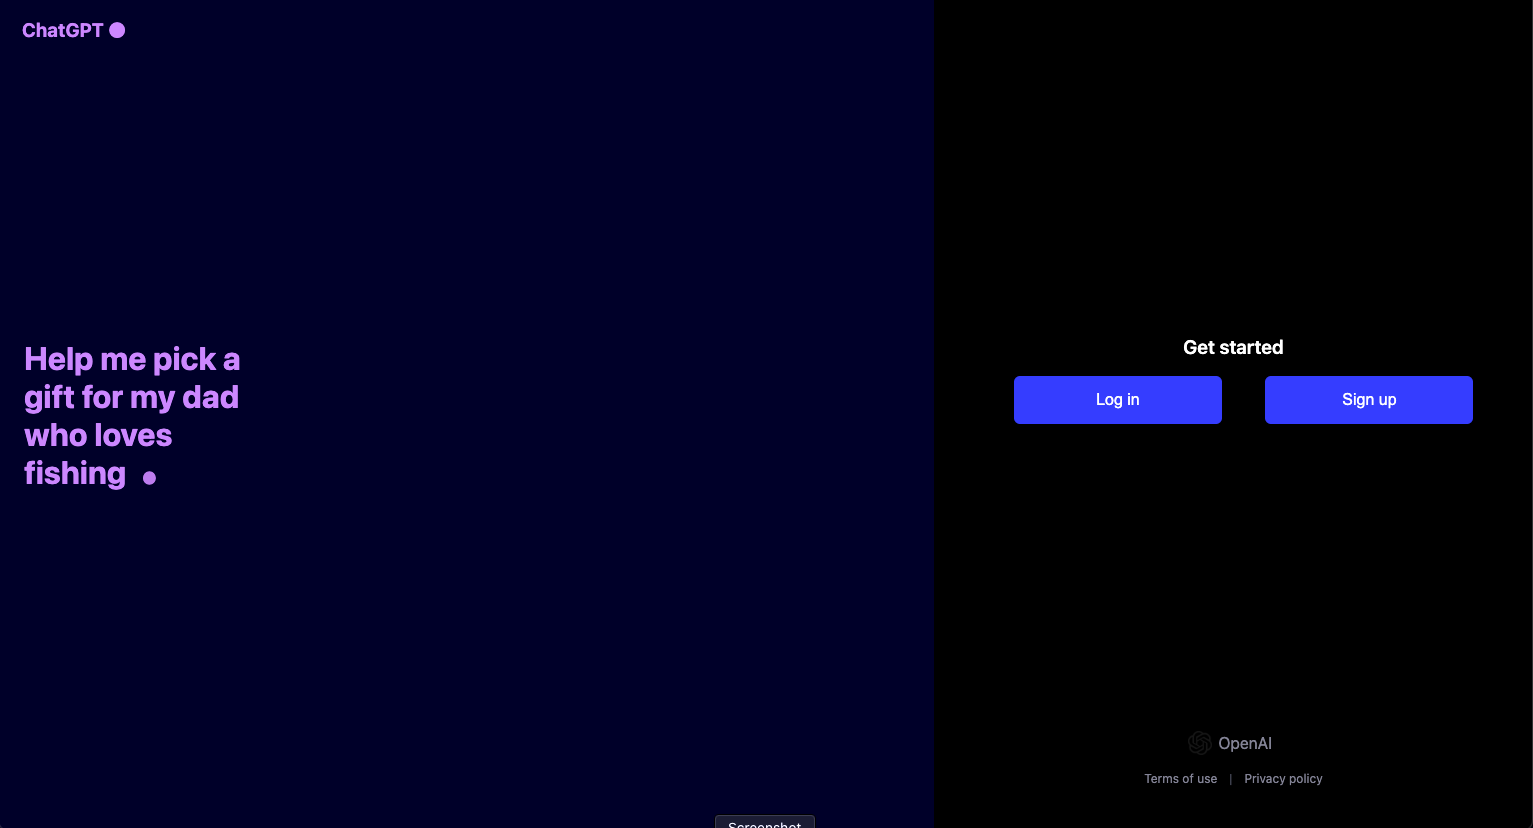 ChatGPT
Help me pick a
gift for my dad
who loves
fishing
Get started
Log in
Sign up
OpenAI
Terms of use | Privacy policy
Screenshot